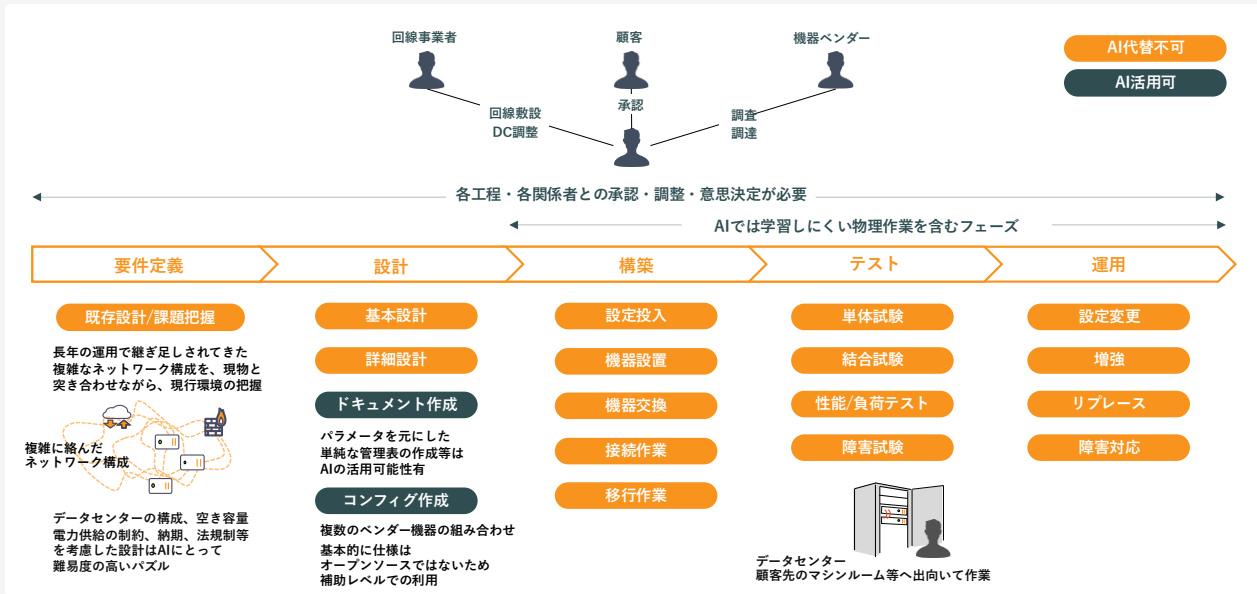 回線事業者
顧客
機器ベンダー
AI代替不可
AI活用可
回線敷設
DC調整
承認
調査
調達
各工程・各関係者との承認・調整・意思決定が必要
AIでは学習しにくい物理作業を含むフェーズ
要件定義
設計
構築
テスト
運用
既存設計/課題把握
長年の運用で継ぎ足しされてきた
複雑なネットワーク構成を、現物と
突き合わせながら、現行環境の把握
複雑に絡んだ
ネットワーク構成
データセンターの構成、空き容量
電力供給の制約、納期、法規制等
を考慮した設計はAIにとって
難易度の高いパズル
基本設計
詳細設計
ドキュメント作成
パラメータを元にした
単純な管理表の作成等は
AIの活用可能性有
コンフィグ作成
複数のベンダー機器の組み合わせ
基本的に仕様は
オープンソースではないため
補助レベルでの利用
設定投入
機器設置
機器交換
接続作業
移行作業
単体試験
結合試験
性能/負荷テスト
障害試験
データセンター
顧客先のマシンルーム等へ出向いて作業
設定変更
増強
リプレース
障害対応